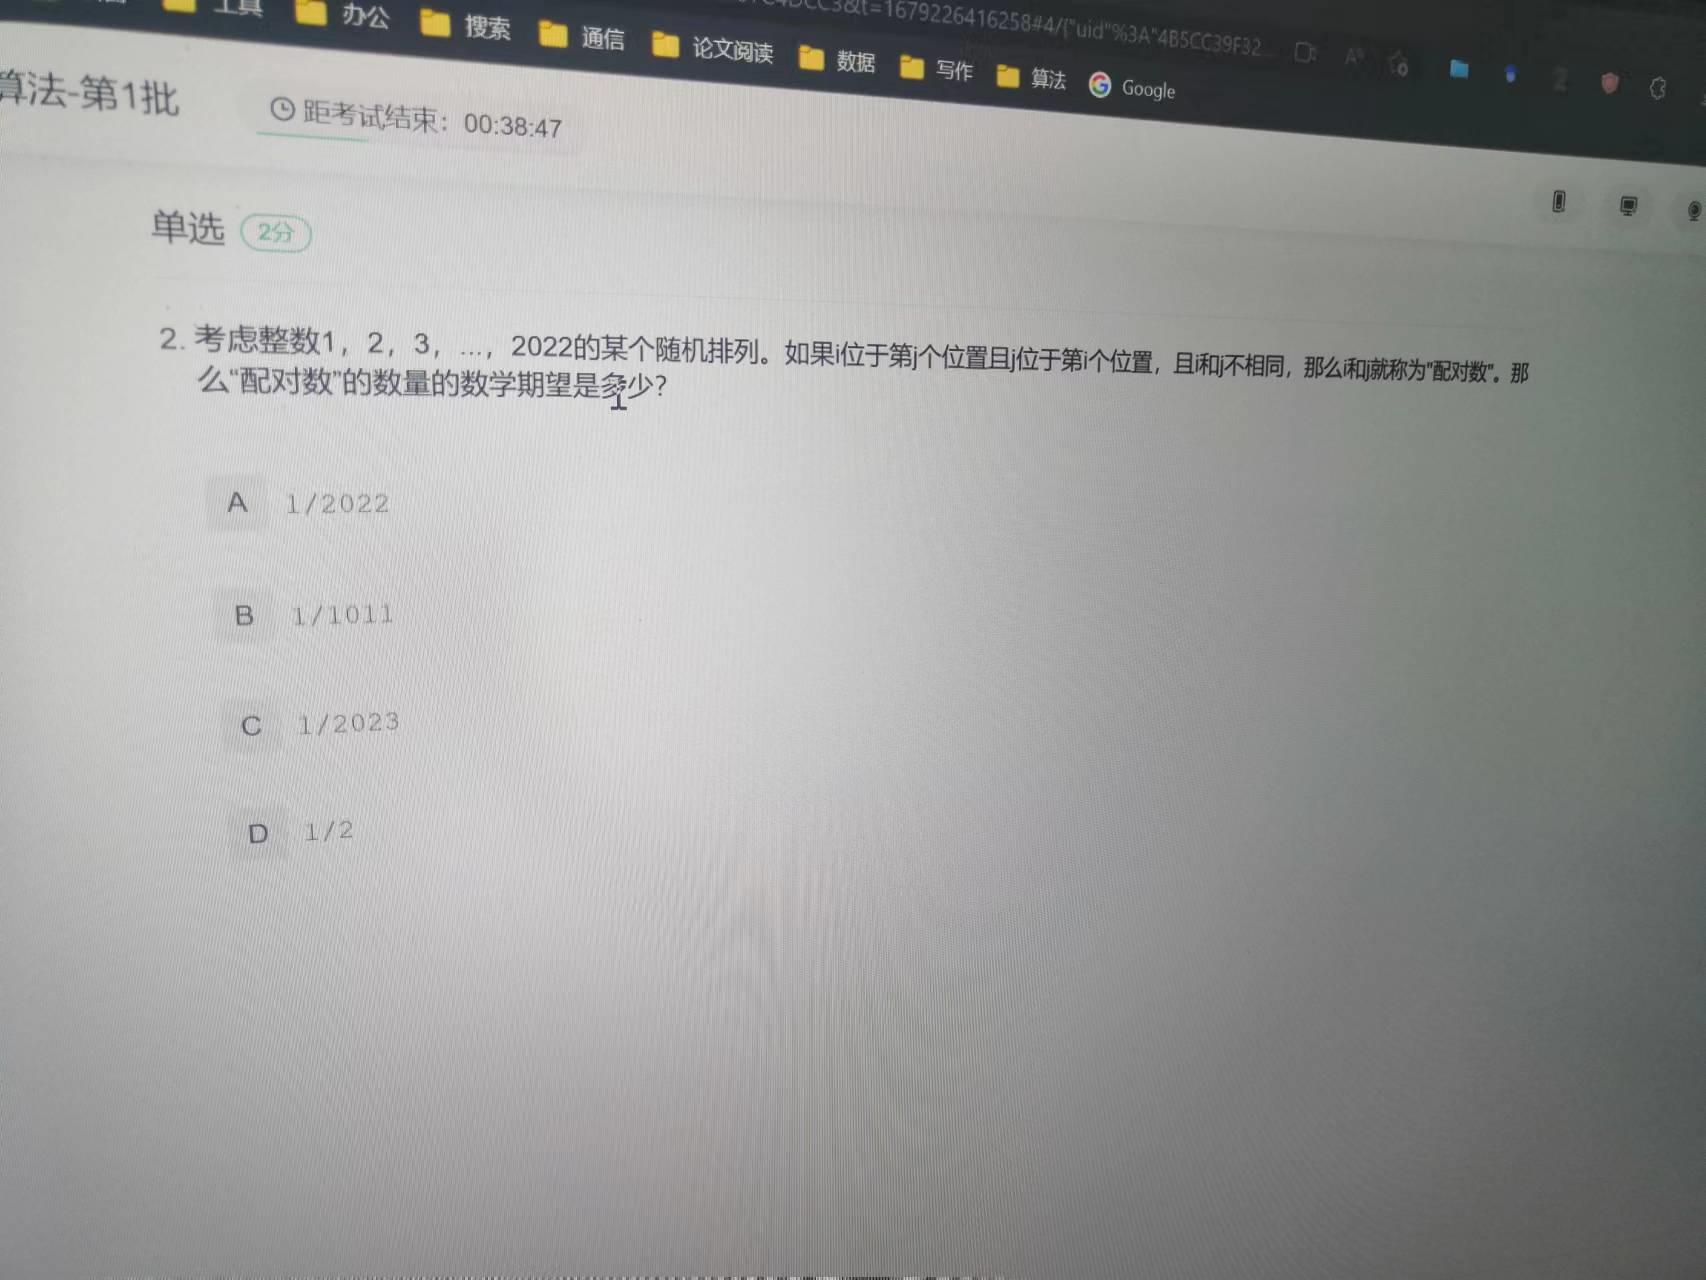 &t=1679226416258#4/{"uid"%3A"4B5CC39F32...
工具 办公 搜索 通信 论文阅读 数据 写作 算法 Google
算法-第1批 距考试结束：00:38:47
单选 2分
2. 考虑整数1，2，3，...，2022的某个随机排列。如果i位于第j个位置且j位于第i个位置，且i和j不相同，那么i和j就称为"配对数"。那
么“配对数”的数量的数学期望是多少？
A 1/2022
B 1/1011
C 1/2023
D 1/2